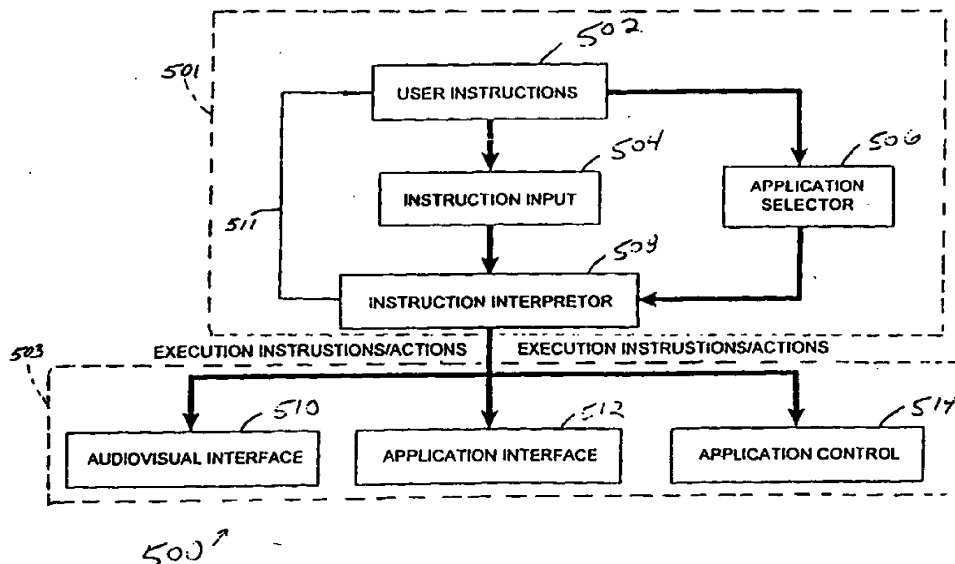 502
501
USER INSTRUCTIONS
504
506
INSTRUCTION INPUT
APPLICATION
SELECTOR
511
508
INSTRUCTION INTERPRETOR
503
EXECUTION INSTRUSTIONS/ACTIONS EXECUTION INSTRUSTIONS/ACTIONS
510
512
514
AUDIOVISUAL INTERFACE
APPLICATION INTERFACE
APPLICATION CONTROL
500